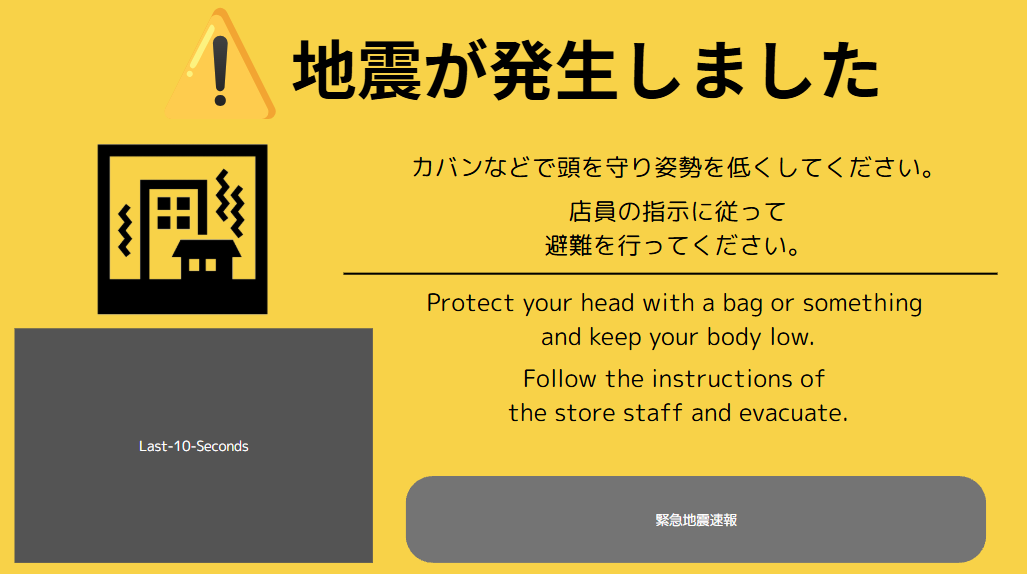 地震が発生しました
カバンなどで頭を守り姿勢を低くしてください。
店員の指示に従って
避難を行ってください。
Protect your head with a bag or something
and keep your body low.
Follow the instructions of
the store staff and evacuate.
Last-10-Seconds
緊急地震速報